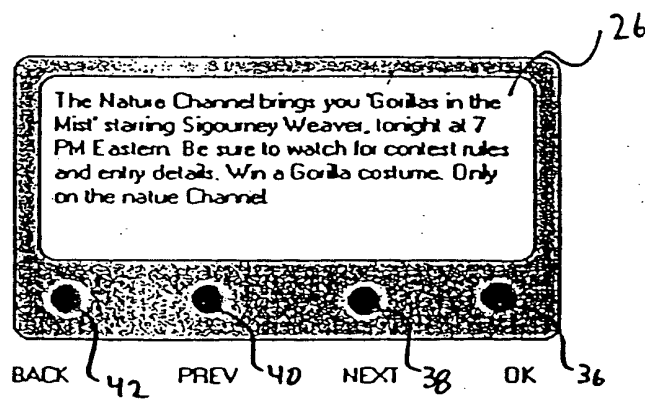 26
The Nature Channel brings you 'Gorillas in the
Mist' starring Sigourney Weaver, tonight at 7
PM Eastern. Be sure to watch for contest rules
and entry details. Win a Gorilla costume. Only
on the natue Channel
BACK 42 PREV 40 NEXT 38 OK 36